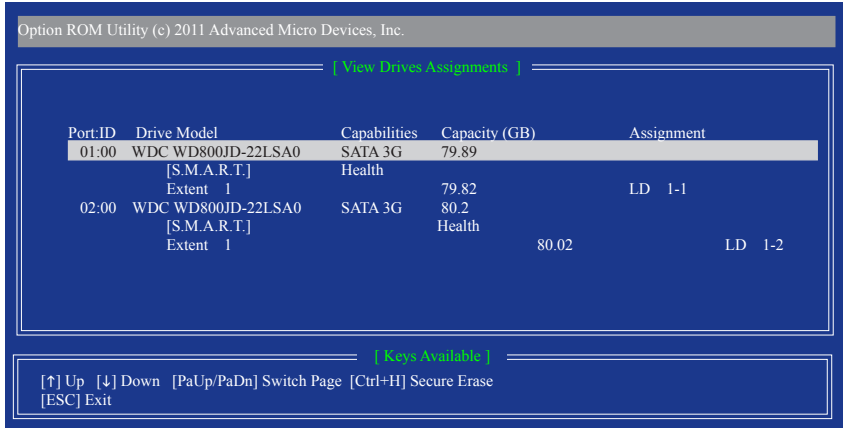 Option ROM Utility (c) 2011 Advanced Micro Devices, Inc.
[ View Drives Assignments ]
Port:ID Drive Model Capabilities Capacity (GB) Assignment
01:00 WDC WD800JD-22LSA0 SATA 3G 79.89
[S.M.A.R.T.] Health
Extent 1 79.82 LD 1-1
02:00 WDC WD800JD-22LSA0 SATA 3G 80.2
[S.M.A.R.T.] Health
Extent 1 80.02 LD 1-2
[ Keys Available ]
[↑] Up [↓] Down [PaUp/PaDn] Switch Page [Ctrl+H] Secure Erase
[ESC] Exit